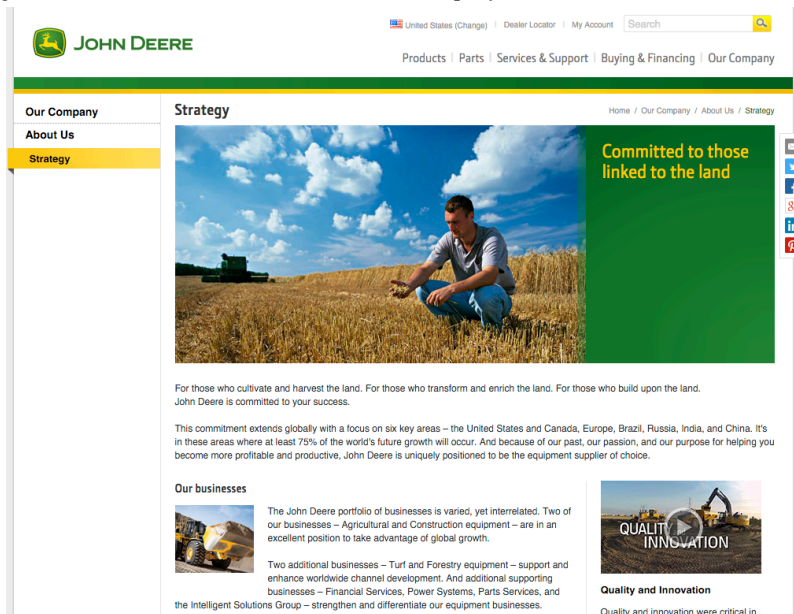 United States (Change) | Dealer Locator | My Account Search
JOHN DEERE
Products | Parts | Services & Support | Buying & Financing | Our Company
Our Company
About Us
Strategy
Strategy
Home / Our Company / About Us / Strategy
Committed to those
linked to the land
For those who cultivate and harvest the land. For those who transform and enrich the land. For those who build upon the land.
John Deere is committed to your success.
This commitment extends globally with a focus on six key areas – the United States and Canada, Europe, Brazil, Russia, India, and China. It's
in these areas where at least 75% of the world's future growth will occur. And because of our past, our passion, and our purpose for helping you
become more profitable and productive, John Deere is uniquely positioned to be the equipment supplier of choice.
Our businesses
The John Deere portfolio of businesses is varied, yet interrelated. Two of
our businesses – Agricultural and Construction equipment – are in an
excellent position to take advantage of global growth.
Two additional businesses – Turf and Forestry equipment – support and
enhance worldwide channel development. And additional supporting
businesses – Financial Services, Power Systems, Parts Services, and
the Intelligent Solutions Group – strengthen and differentiate our equipment businesses.
QUALITY
INNOVATION
Quality and Innovation
Quality and innovation were critical in